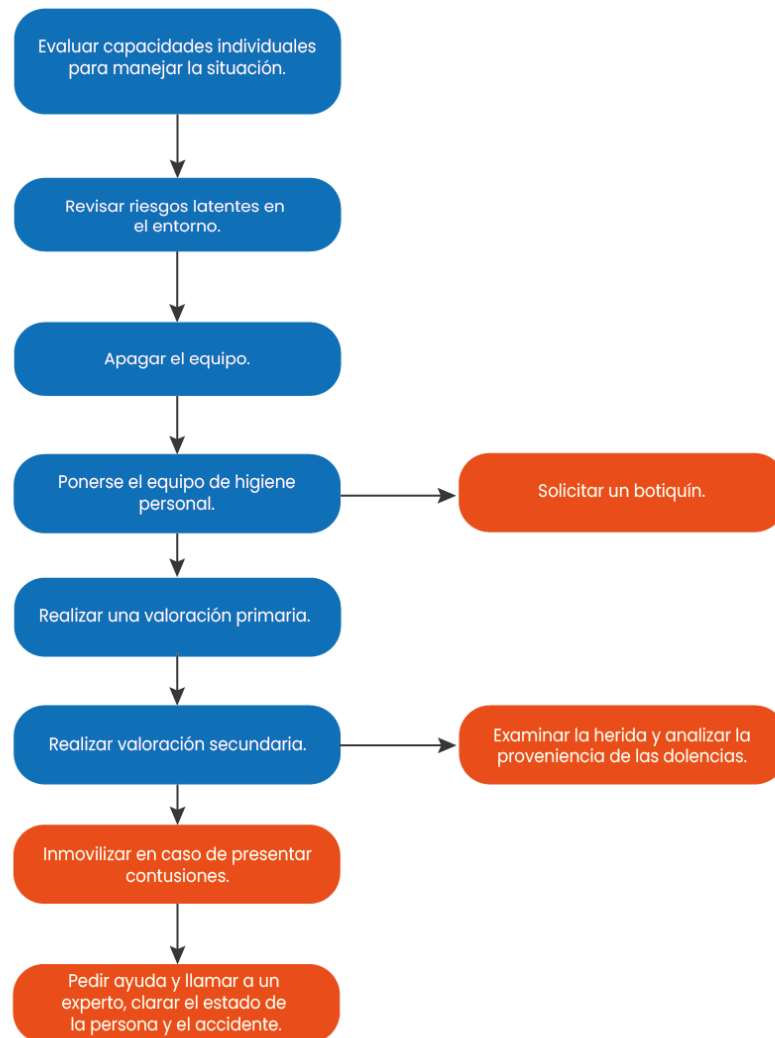 Evaluar capacidades individuales
para manejar la situación.
Revisar riesgos latentes en
el entorno.
Apagar el equipo.
Ponerse el equipo de higiene
personal.
Solicitar un botiquín.
Realizar una valoración primaria.
Realizar valoración secundaria.
Examinar la herida y analizar la
proveniencia de las dolencias.
Inmovilizar en caso de presentar
contusiones.
Pedir ayuda y llamar a un
experto, clarar el estado de
la persona y el accidente.